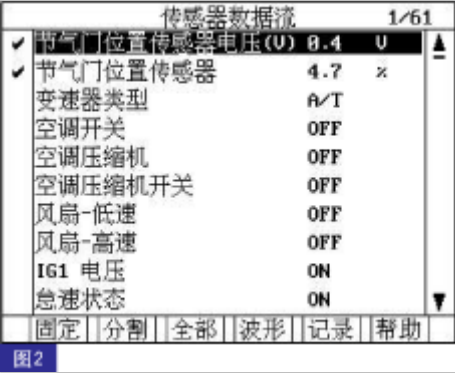 传感器数据流 1/61
✔ 节气门位置传感器电压(V) 0.4 V
✔ 节气门位置传感器 4.7 %
变速器类型 A/T
空调开关 OFF
空调压缩机 OFF
空调压缩机开关 OFF
风扇-低速 OFF
风扇-高速 OFF
IG1 电压 ON
怠速状态 ON
固定 分割 全部 波形 记录 帮助
图2